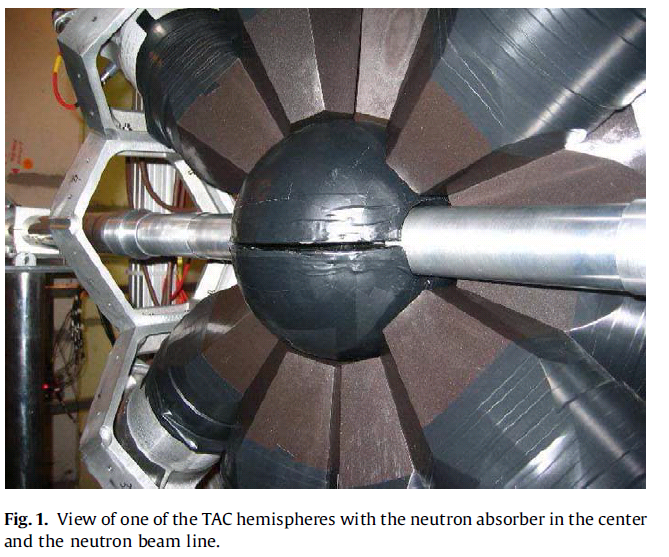 Fig. 1. View of one of the TAC hemispheres with the neutron absorber in the center
and the neutron beam line.